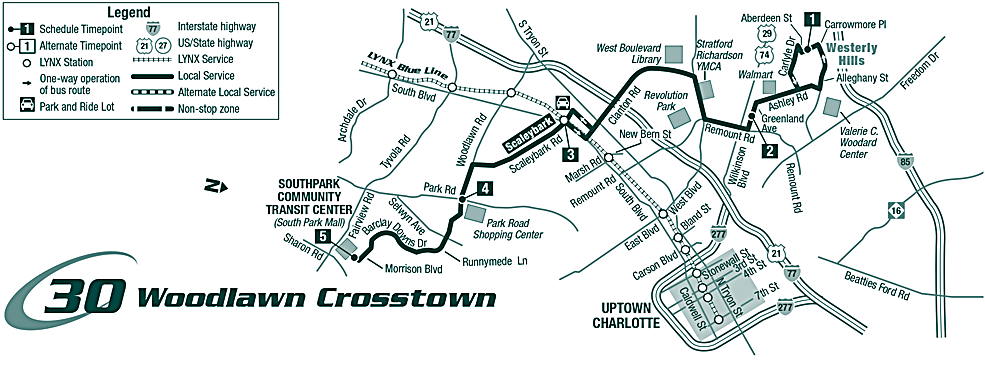 Legend
1 Schedule Timepoint
1 Alternate Timepoint
LYNX Station
One-way operation
of bus route
Park and Ride Lot
77 Interstate highway
21 27 US/State highway
LYNX Service
Local Service
Alternate Local Service
Non-stop zone
21
77
S Tryon St
LYNX Blue Line
South Blvd
Archdale Dr
Tyvola Rd
Woodlawn Rd
Scaleybark
Scaleybark Rd
3
Clanton Rd
West Boulevard
Library
Stratford
Richardson
YMCA
Revolution
Park
Remount Rd
New Bern St
Marsh Rd
Remount Rd
South Blvd
West Blvd
Bland St
East Blvd
Carson Blvd
Stonewall St
3rd St
4th St
7th St
N Tryon St
Caldwell St
UPTOWN
CHARLOTTE
277
277
21
77
Wilkinson
Blvd
Remount Rd
2
Greenland
Ave
Ashley Rd
Walmart
29
74
Aberdeen St
1
Carrowmore Pl
Carlyle Dr
Westerly
Hills
Alleghany St
Freedom Dr
Valerie C.
Woodard
Center
85
16
Beatties Ford Rd
N
SOUTHPARK
COMMUNITY
TRANSIT CENTER
(South Park Mall)
5
Sharon Rd
Fairview Rd
Barclay Downs Dr
Selwyn Ave
Park Rd
4
Park Road
Shopping Center
Runnymede Ln
Morrison Blvd
30 Woodlawn Crosstown